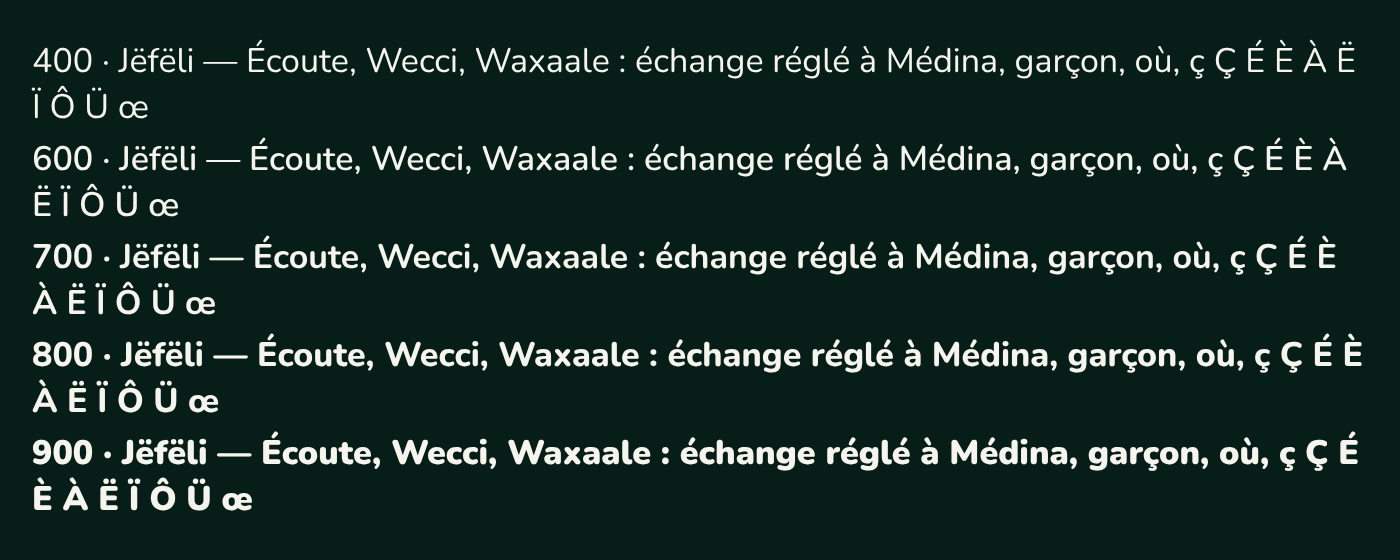 400 · Jëfëli — Écoute, Wecci, Waxaale : échange réglé à Médina, garçon, où, ç Ç É È À Ë
Ï Ô Ü œ
600 · Jëfëli — Écoute, Wecci, Waxaale : échange réglé à Médina, garçon, où, ç Ç É È À
Ë Ï Ô Ü œ
700 · Jëfëli — Écoute, Wecci, Waxaale : échange réglé à Médina, garçon, où, ç Ç É È
À Ë Ï Ô Ü œ
800 · Jëfëli — Écoute, Wecci, Waxaale : échange réglé à Médina, garçon, où, ç Ç É È
À Ë Ï Ô Ü œ
900 · Jëfëli — Écoute, Wecci, Waxaale : échange réglé à Médina, garçon, où, ç Ç É
È À Ë Ï Ô Ü œ